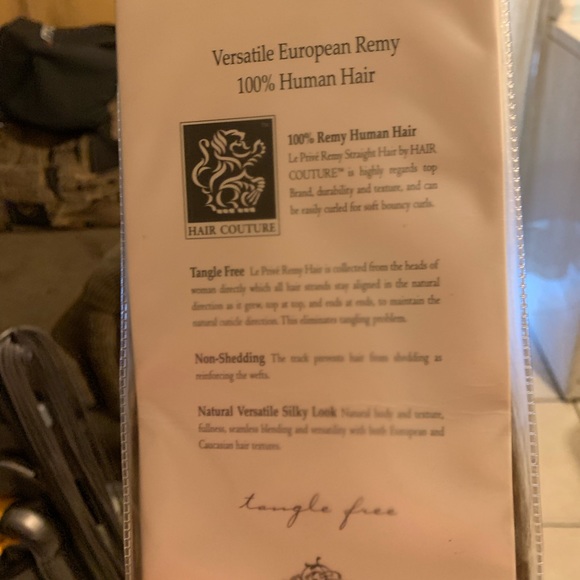 Versatile European Remy
100% Human Hair
HAIR COUTURE
100% Remy Human Hair
Le Privé Remy Straight Hair by HAIR
COUTURE™ is highly regards top
Brand, durability and texture, and can
be easily curled for soft bouncy curls.
Tangle Free Le Privé Remy Hair is collected from the heads of
woman directly which all hair strands stay aligned in the natural
direction as it grew, top at top, and ends at ends, to maintain the
natural cuticle direction. This eliminates tangling problem.
Non-Shedding The track prevents hair from shedding as
reinforcing the wefts.
Natural Versatile Silky Look Natural body and texture,
fullness, seamless blending and versatility with both European and
Caucasian hair textures.
tangle free